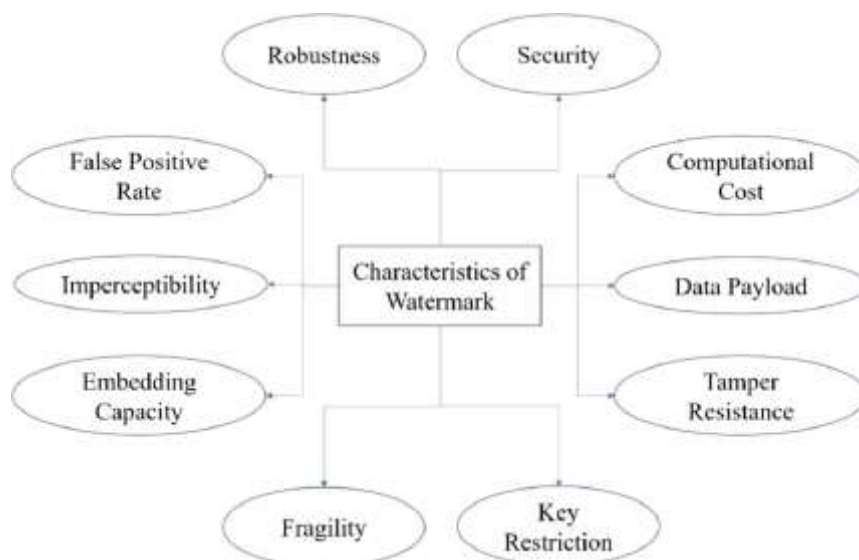 Robustness
Security
False Positive
Rate
Computational
Cost
Imperceptibility
Characteristics of
Watermark
Data Payload
Embedding
Capacity
Tamper
Resistance
Fragility
Key
Restriction